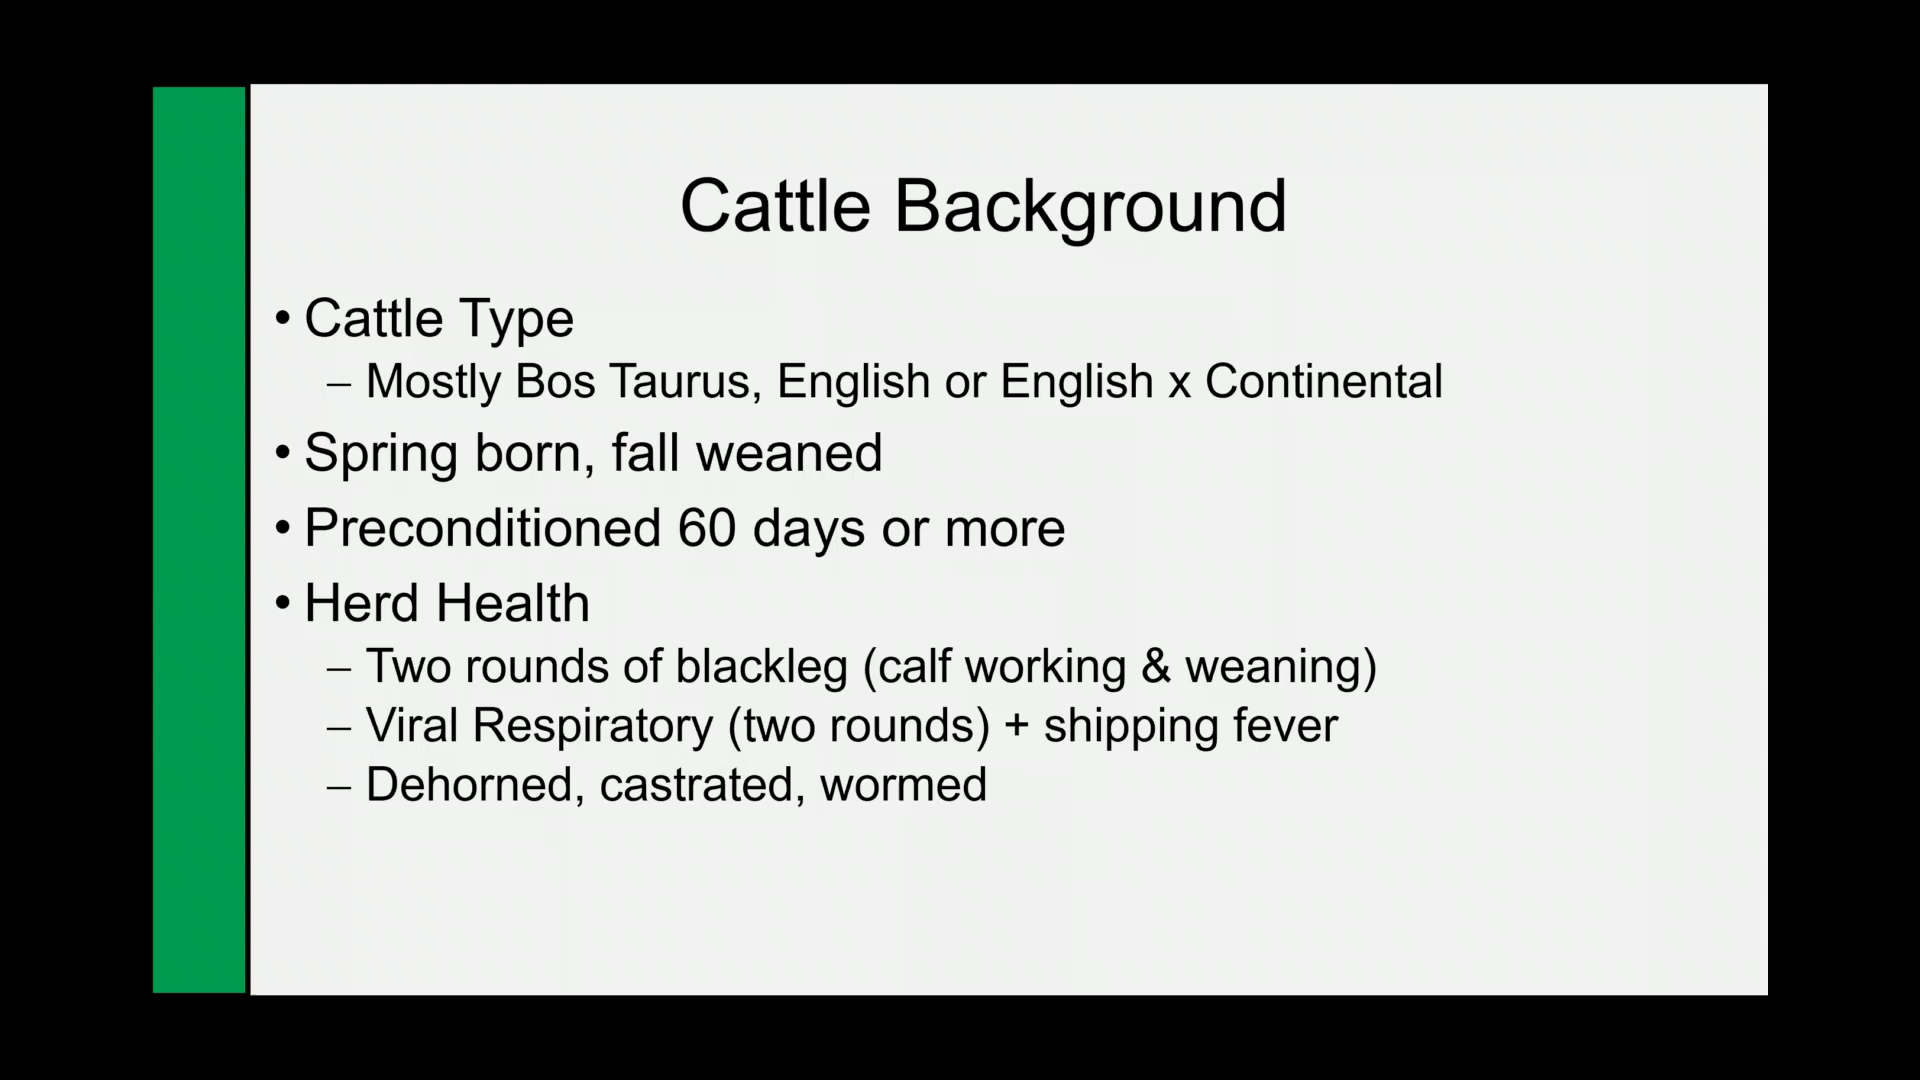 Cattle Background
• Cattle Type
– Mostly Bos Taurus, English or English x Continental
• Spring born, fall weaned
• Preconditioned 60 days or more
• Herd Health
– Two rounds of blackleg (calf working & weaning)
– Viral Respiratory (two rounds) + shipping fever
– Dehorned, castrated, wormed